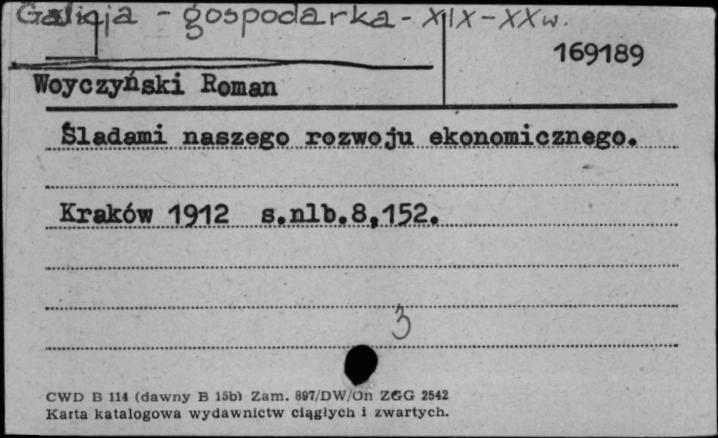 Galicja - gospodarka - XIX-XX w.
169189
Woyczyński Roman
Śladami naszego rozwoju ekonomicznego.
Kraków 1912 s.nlb.8,152.
3
CWD B 114 (dawny B 15b) Zam. 897/DW/On ZGG 2542
Karta katalogowa wydawnictw ciągłych i zwartych.